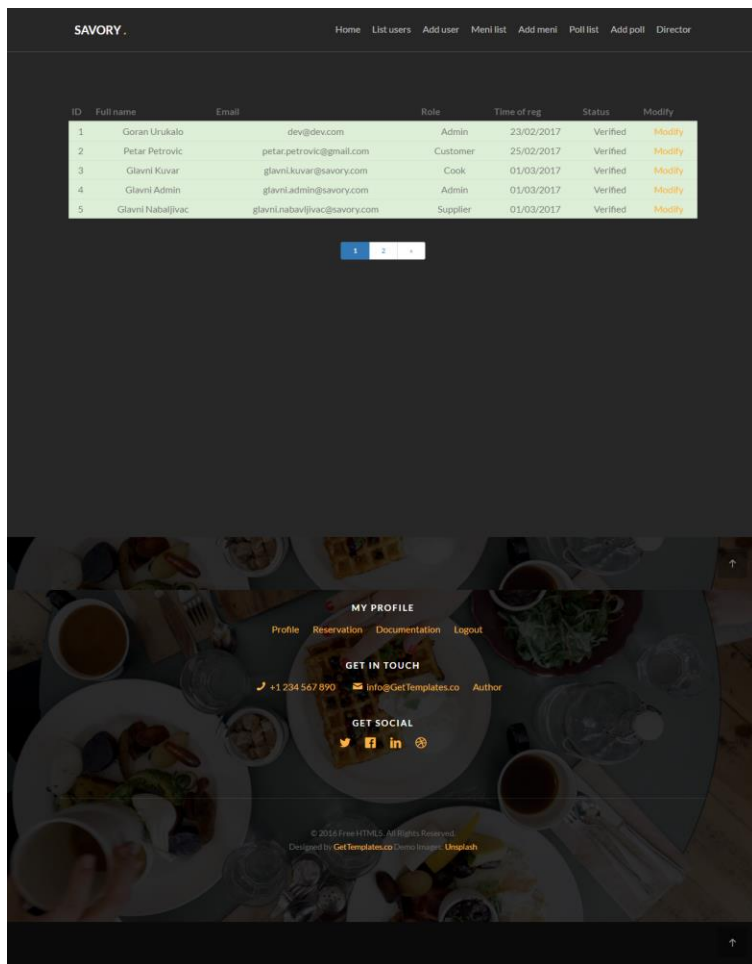 SAVORY.
Home List users Add user Meni list Add meni Poll list Add poll Director
ID Full name Email Role Time of reg Status Modify
1 Goran Urukalo dev@dev.com Admin 23/02/2017 Verified Modify
2 Petar Petrovic petar.petrovic@gmail.com Customer 25/02/2017 Verified Modify
3 Glavni Kuvar glavni.kuvar@savory.com Cook 01/03/2017 Verified Modify
4 Glavni Admin glavni.admin@savory.com Admin 01/03/2017 Verified Modify
5 Glavni Nabaljivac glavni.nabavljivac@savory.com Supplier 01/03/2017 Verified Modify
1 2 »
MY PROFILE
Profile Reservation Documentation Logout
GET IN TOUCH
+1 234 567 890 info@GetTemplates.co Author
GET SOCIAL
© 2016 Free HTML5. All Rights Reserved.
Designed by GetTemplates.co Demo Images: Unsplash